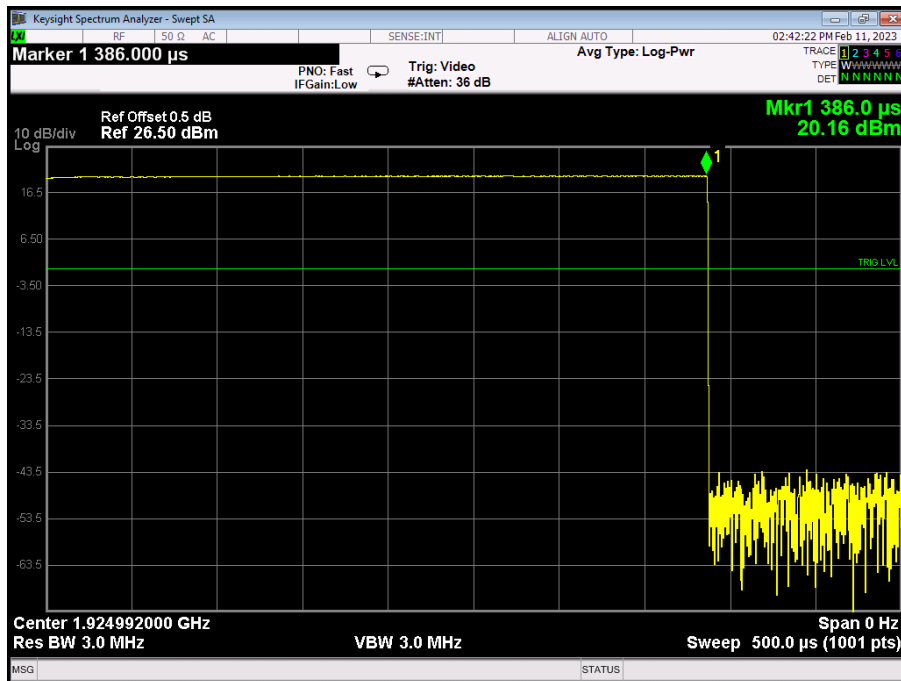 Keysight Spectrum Analyzer - Swept SA
LXI RF 50 Ω AC SENSE:INT ALIGN AUTO 02:42:22 PM Feb 11, 2023
Marker 1 386.000 µs
PNO: Fast
IFGain:Low
Trig: Video
#Atten: 36 dB
Avg Type: Log-Pwr
TRACE 1 2 3 4 5 6
TYPE WWWWWWW
DET N N N N N N
Mkr1 386.0 µs
20.16 dBm
Ref Offset 0.5 dB
10 dB/div Ref 26.50 dBm
Log
1
16.5
6.50
TRIG LVL
-3.50
-13.5
-23.5
-33.5
-43.5
-53.5
-63.5
Center 1.924992000 GHz Span 0 Hz
Res BW 3.0 MHz VBW 3.0 MHz Sweep 500.0 µs (1001 pts)
MSG STATUS